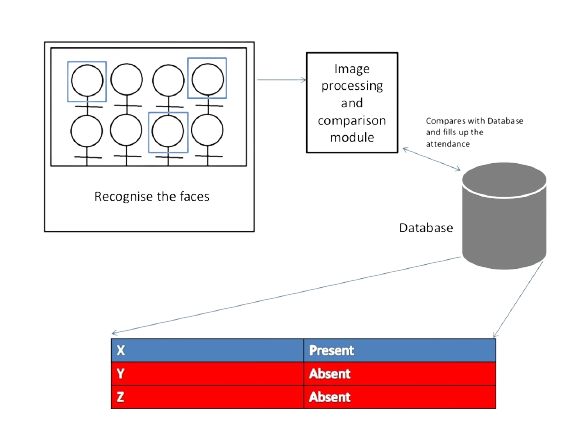 Image
processing
and
comparison
module
Compares with Database
and fills up the
attendance
Recognise the faces
Database
X Present
Y Absent
Z Absent